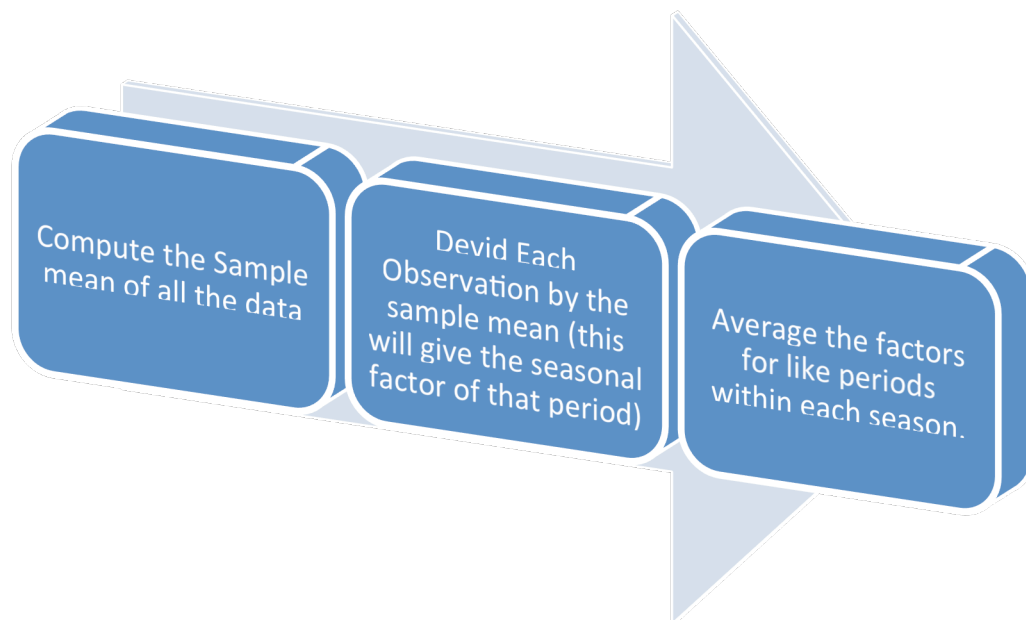 Compute the Sample
mean of all the data
Devid Each
Observation by the
sample mean (this
will give the seasonal
factor of that period)
Average the factors
for like periods
within each season.